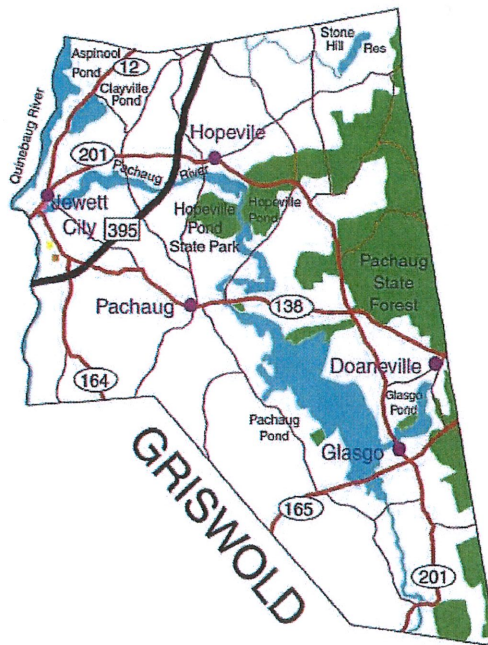 Stone
Hill
Res
Aspinool
Pond
12
Clayville
Pond
Quinebaug River
201
Hopevile
Pachaug River
Jewett
City
395
Hopeville
Pond
State Park
Hopeville
Pond
Pachaug State
Forest
Pachaug
138
Doaneville
164
Glasgo
Pond
Pachaug
Pond
Glasgo
165
GRISWOLD
201